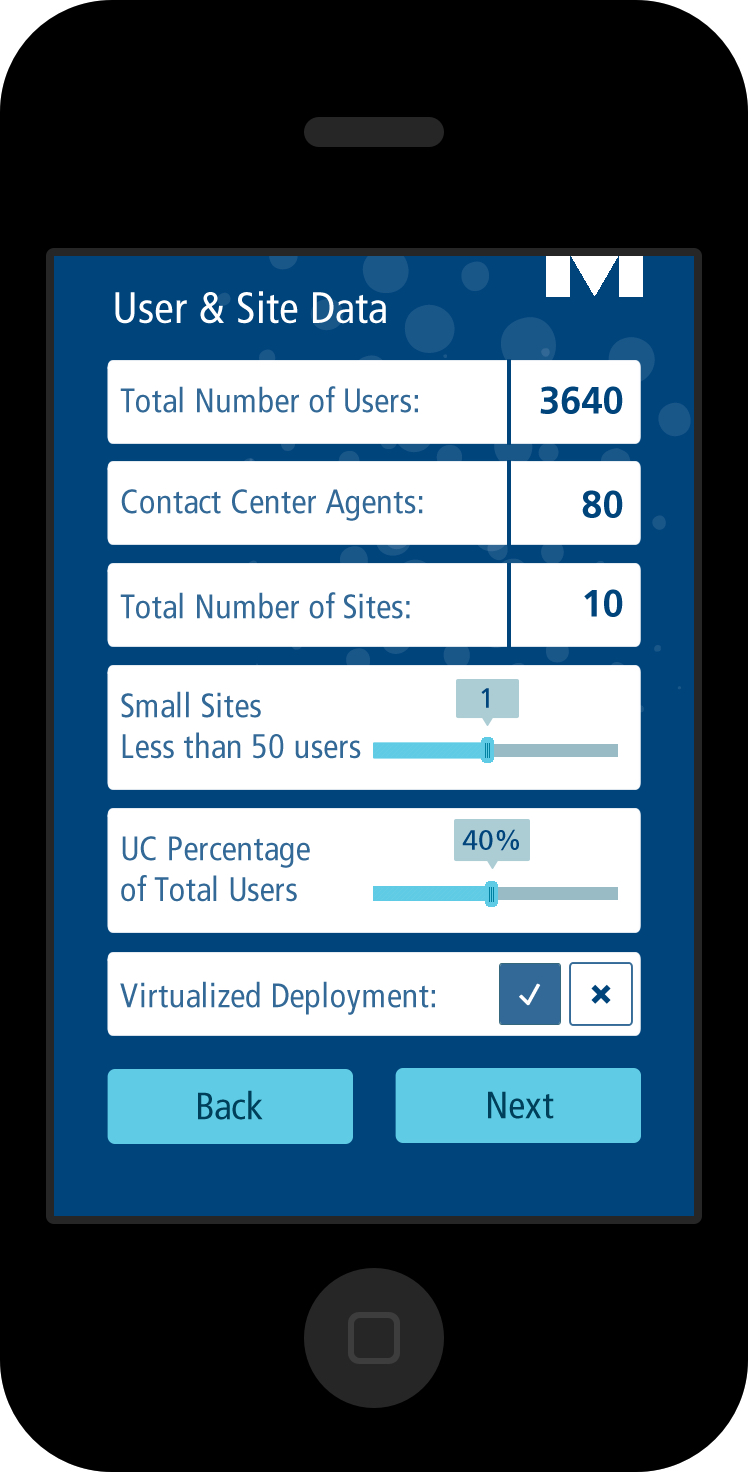 User & Site Data
Total Number of Users: 3640
Contact Center Agents: 80
Total Number of Sites: 10
Small Sites
1
Less than 50 users
UC Percentage
40%
of Total Users
Virtualized Deployment:
Back
Next